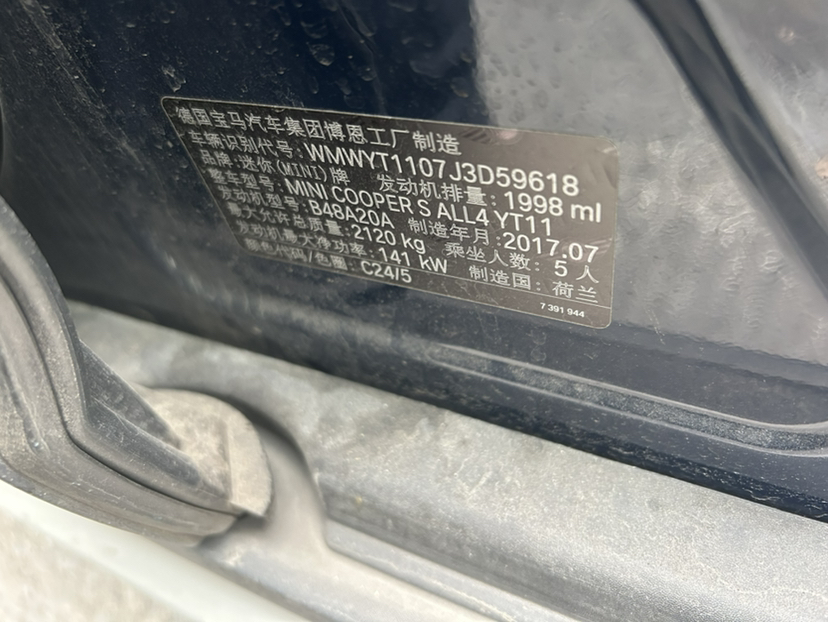 德国宝马汽车集团博恩工厂 制造
车辆识别代号: WMWYT1107J3D59618
品牌: 迷你(MINI)牌 发动机排量: 1998 ml
整车型号: MINI COOPER S ALL4 YT11
发动机型号: B48A20A 制造年月: 2017.07
最大允许总质量: 2120 kg 乘坐人数: 5 人
发动机最大净功率: 141 kW 制造国: 荷兰
颜色代码/色圈: C24/5
7 391 944